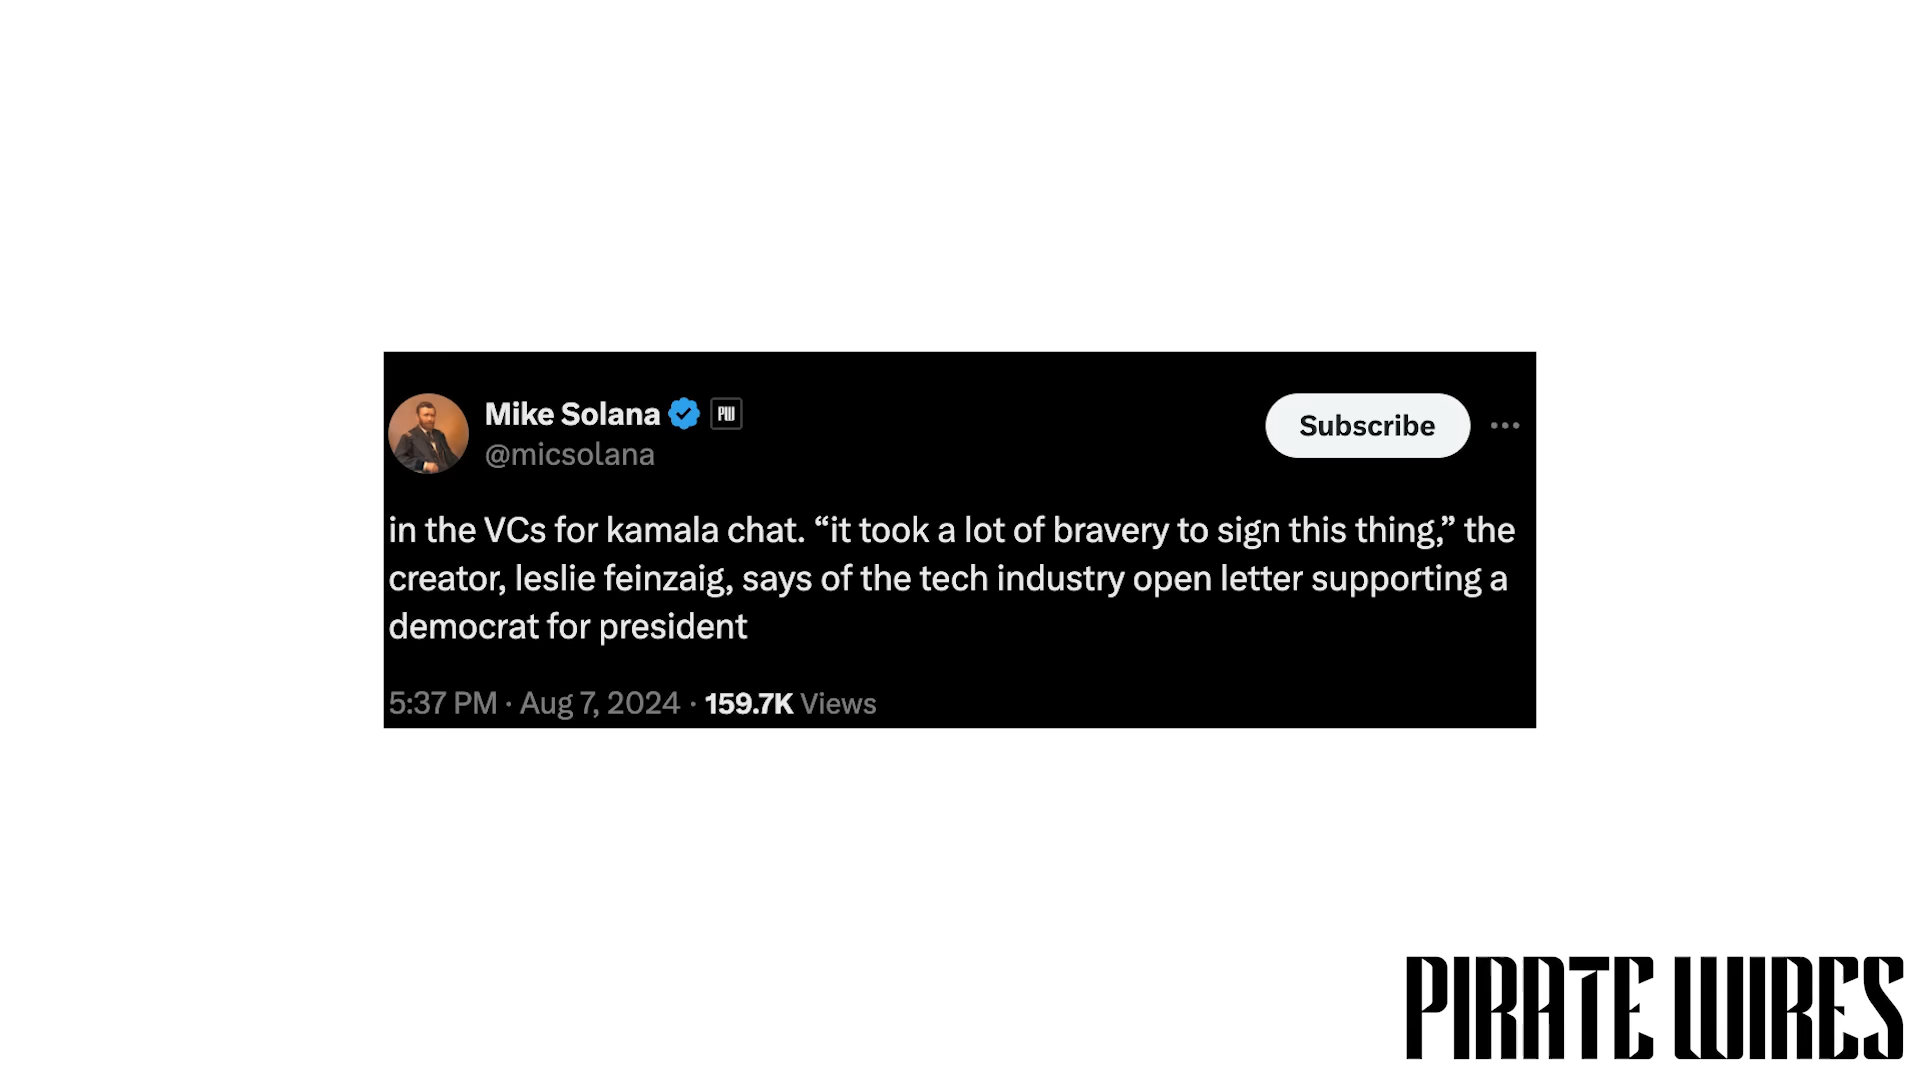 Mike Solana PW
@micsolana
Subscribe
in the VCs for kamala chat. “it took a lot of bravery to sign this thing,” the
creator, leslie feinzaig, says of the tech industry open letter supporting a
democrat for president
5:37 PM · Aug 7, 2024 · 159.7K Views
PIRATE WIRES